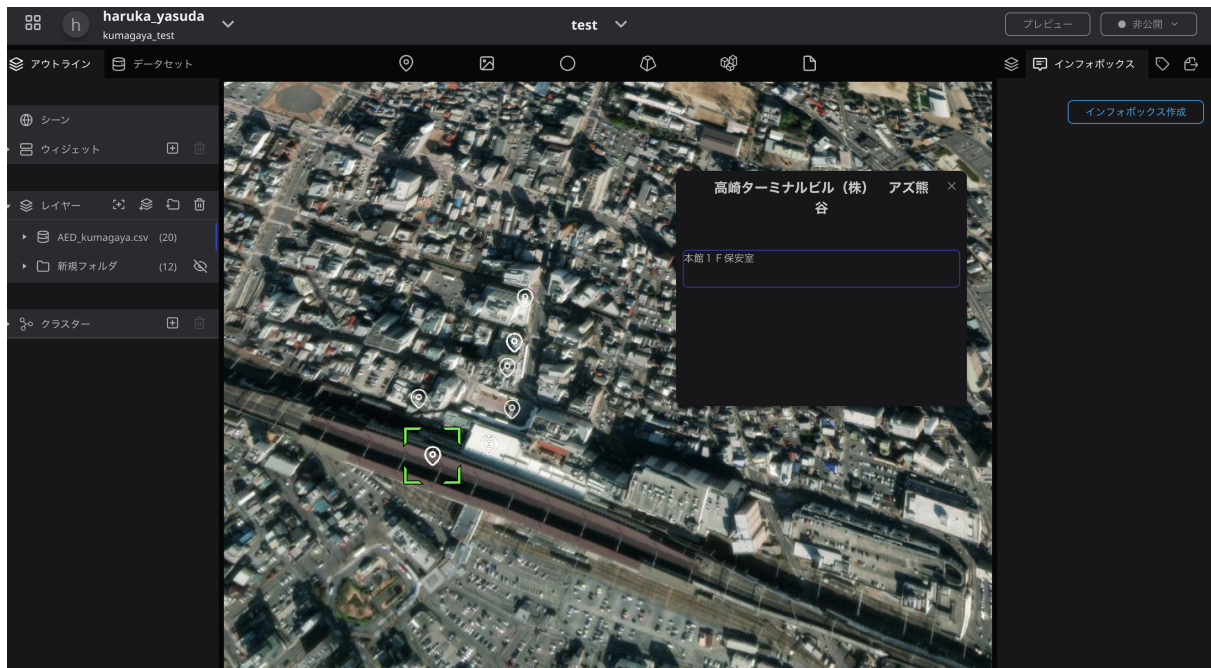 h
haruka_yasuda
kumagaya_test
test
プレビュー
非公開
アウトライン
データセット
インフォボックス
シーン
インフォボックス作成
ウィジェット
高崎ターミナルビル（株）　アズ熊
谷
レイヤー
AED_kumagaya.csv (20)
本館１Ｆ保安室
新規フォルダ (12)
クラスター